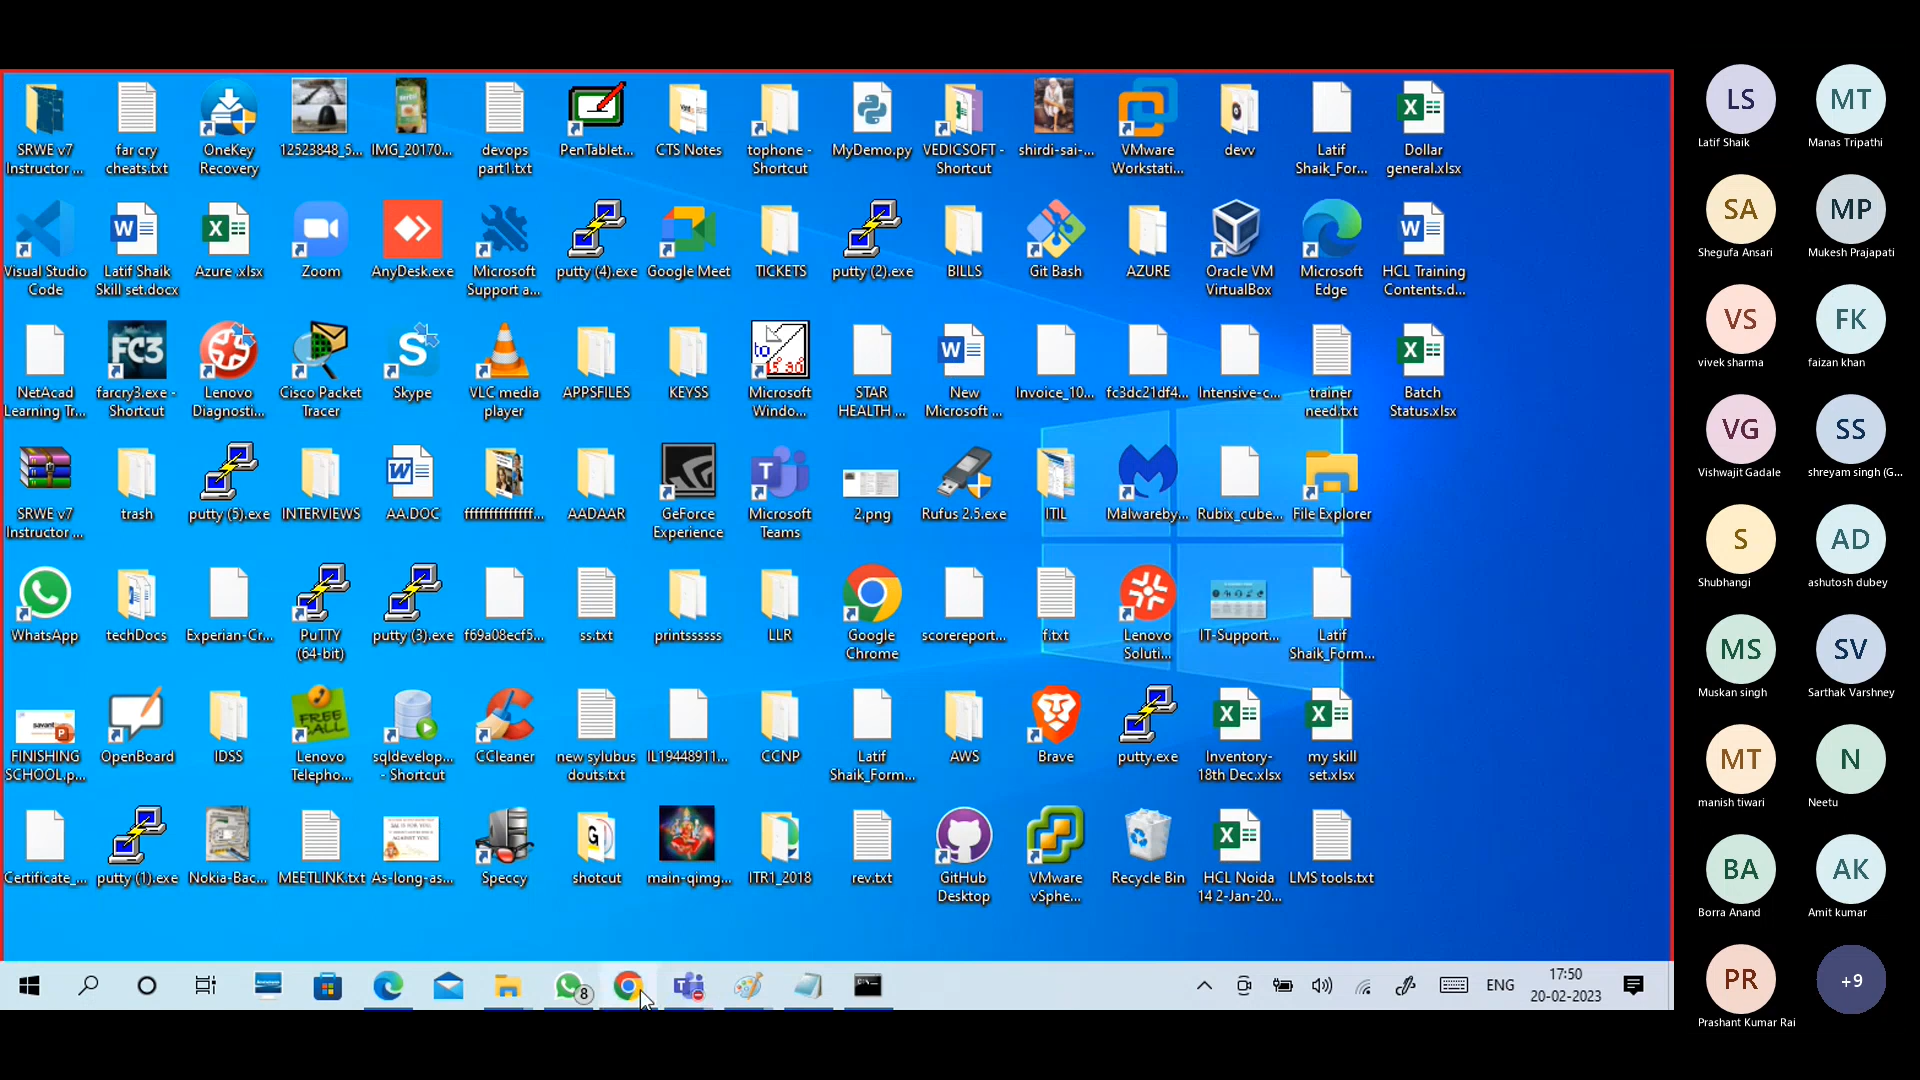 SRWE v7
Instructor ...
far cry
cheats.txt
OneKey
Recovery
12523848_5...
IMG_20170...
devops
part1.txt
PenTablet...
CTS Notes
tophone -
Shortcut
MyDemo.py
VEDICSOFT -
Shortcut
shirdi-sai-...
VMware
Workstati...
devv
Latif
Shaik_For...
Dollar
general.xlsx
Visual Studio
Code
Latif Shaik
Skill set.docx
Azure .xlsx
Zoom
AnyDesk.exe
Microsoft
Support a...
putty (4).exe
Google Meet
TICKETS
putty (2).exe
BILLS
Git Bash
AZURE
Oracle VM
VirtualBox
Microsoft
Edge
HCL Training
Contents.d...
NetAcad
Learning Tr...
FC3
farcry3.exe -
Shortcut
Lenovo
Diagnosti...
Cisco Packet
Tracer
Skype
VLC media
player
APPSFILES
KEYSS
Microsoft
Windo...
STAR
HEALTH ...
New
Microsoft ...
Invoice_10...
fc3dc21df4...
Intensive-c...
trainer
need.txt
Batch
Status.xlsx
SRWE v7
Instructor ...
trash
putty (5).exe
INTERVIEWS
AA.DOC
ffffffffffffff...
AADAAR
GeForce
Experience
Microsoft
Teams
2.png
Rufus 2.5.exe
ITIL
Malwareby...
Rubix_cube...
File Explorer
WhatsApp
techDocs
Experian-Cr...
PuTTY
(64-bit)
putty (3).exe
f69a08ecf5...
ss.txt
printssssss
LLR
Google
Chrome
scorereport...
f.txt
Lenovo
Soluti...
IT-Support...
Latif
Shaik_Form...
FINISHING
SCHOOL.p...
OpenBoard
IDSS
FREE
CALL
Lenovo
Telepho...
sqldevelop...
- Shortcut
CCleaner
new sylubus
douts.txt
IL19448911...
CCNP
Latif
Shaik_Form...
AWS
Brave
putty.exe
Inventory-
18th Dec.xlsx
my skill
set.xlsx
Certificate_...
putty (1).exe
Nokia-Bac...
MEETLINK.txt
As-long-as...
Speccy
shotcut
main-qimg...
ITR1_2018
rev.txt
GitHub
Desktop
VMware
vSphe...
Recycle Bin
HCL Noida
14 2-Jan-20...
LMS tools.txt
8
ENG
17:50
20-02-2023
LS
Latif Shaik
MT
Manas Tripathi
SA
Shegufa Ansari
MP
Mukesh Prajapati
VS
vivek sharma
FK
faizan khan
VG
Vishwajit Gadale
SS
shreyam singh (G...
S
Shubhangi
AD
ashutosh dubey
MS
Muskan singh
SV
Sarthak Varshney
MT
manish tiwari
N
Neetu
BA
Borra Anand
AK
Amit kumar
PR
Prashant Kumar Rai
+9